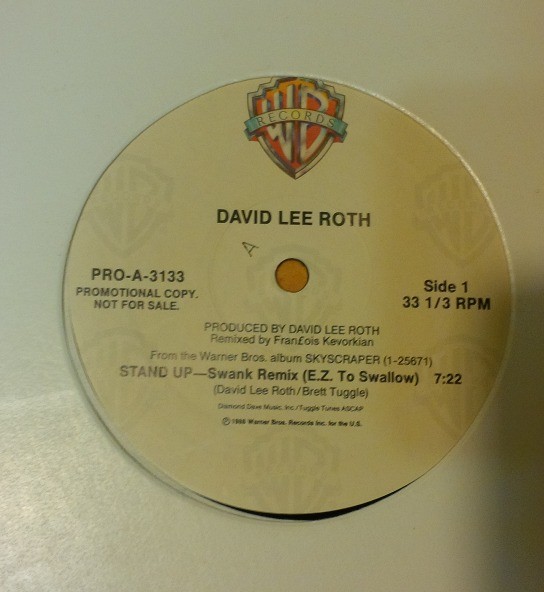 WB
RECORDS
DAVID LEE ROTH
A
PRO-A-3133
PROMOTIONAL COPY.
NOT FOR SALE.
Side 1
33 1/3 RPM
PRODUCED BY DAVID LEE ROTH
Remixed by Fran£ois Kevorkian
From the Warner Bros. album SKYSCRAPER (1-25671)
STAND UP—Swank Remix (E.Z. To Swallow) 7:22
(David Lee Roth/Brett Tuggle)
Diamond Dave Music, Inc./Tuggle Tunes ASCAP
℗ 1988 Warner Bros. Records Inc. for the U.S.